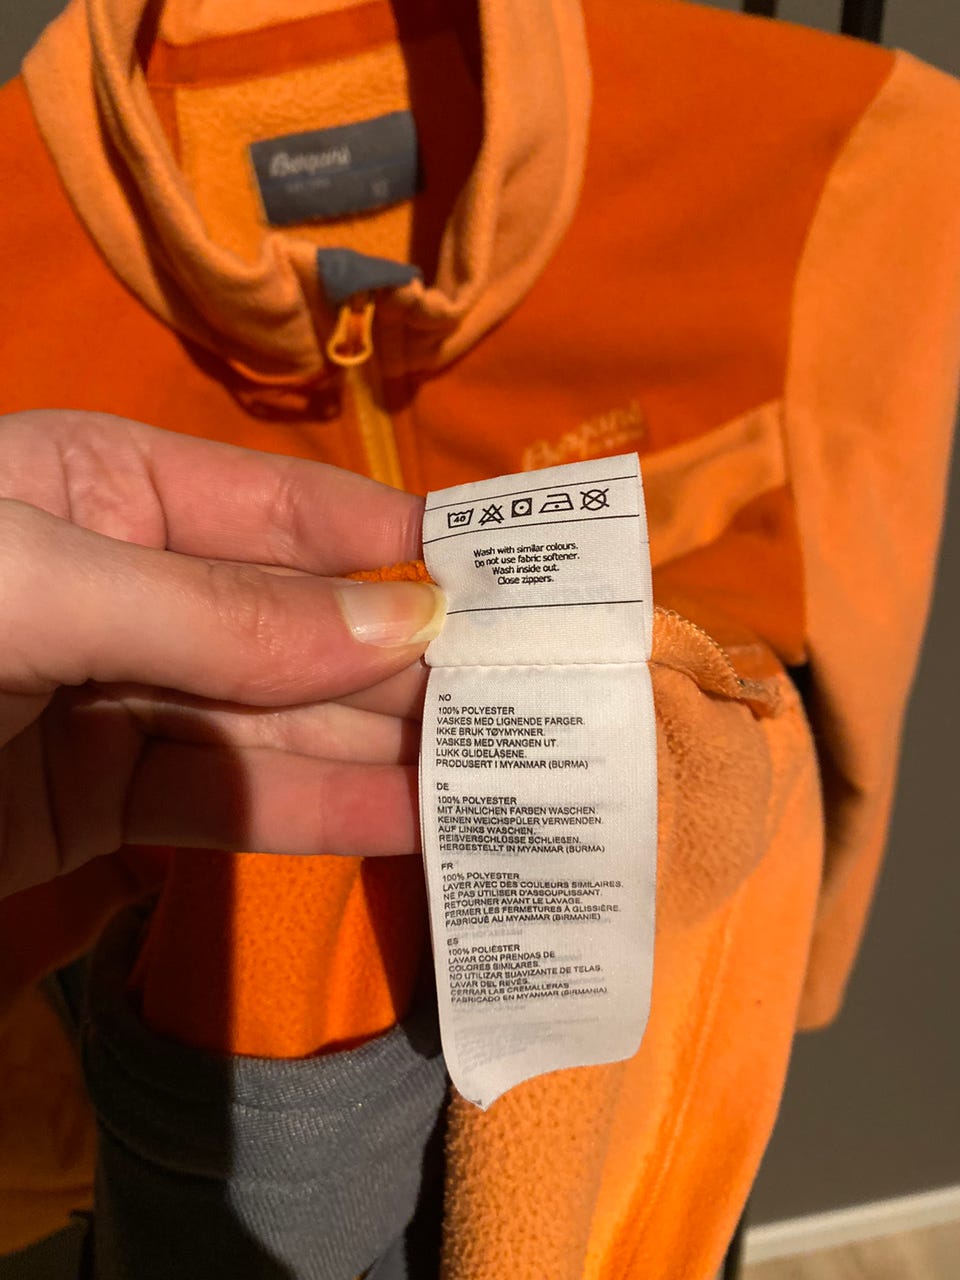 Bergans
Bergans
40
Wash with similar colours.
Do not use fabric softener.
Wash inside out.
Close zippers.
NO
100% POLYESTER
VASKES MED LIGNENDE FARGER.
IKKE BRUK TØYMYKNER.
VASKES MED VRANGEN UT.
LUKK GLIDELÅSENE.
PRODUSERT I MYANMAR (BURMA)
DE
100% POLYESTER
MIT ÄHNLICHEN FARBEN WASCHEN.
KEINEN WEICHSPÜLER VERWENDEN.
AUF LINKS WASCHEN.
REIẞVERSCHLÜSSE SCHLIEẞEN.
HERGESTELLT IN MYANMAR (BURMA)
FR
100% POLYESTER
LAVER AVEC DES COULEURS SIMILAIRES.
NE PAS UTILISER D'ASSOUPLISSANT.
RETOURNER AVANT LE LAVAGE.
FERMER LES FERMETURES À GLISSIÈRE.
FABRIQUÉ AU MYANMAR (BIRMANIE)
ES
100% POLIÉSTER
LAVAR CON PRENDAS DE
COLORES SIMILARES.
NO UTILIZAR SUAVIZANTE DE TELAS.
LAVAR DEL REVÉS.
CERRAR LAS CREMALLERAS
FABRICADO EN MYANMAR (BIRMANIA)